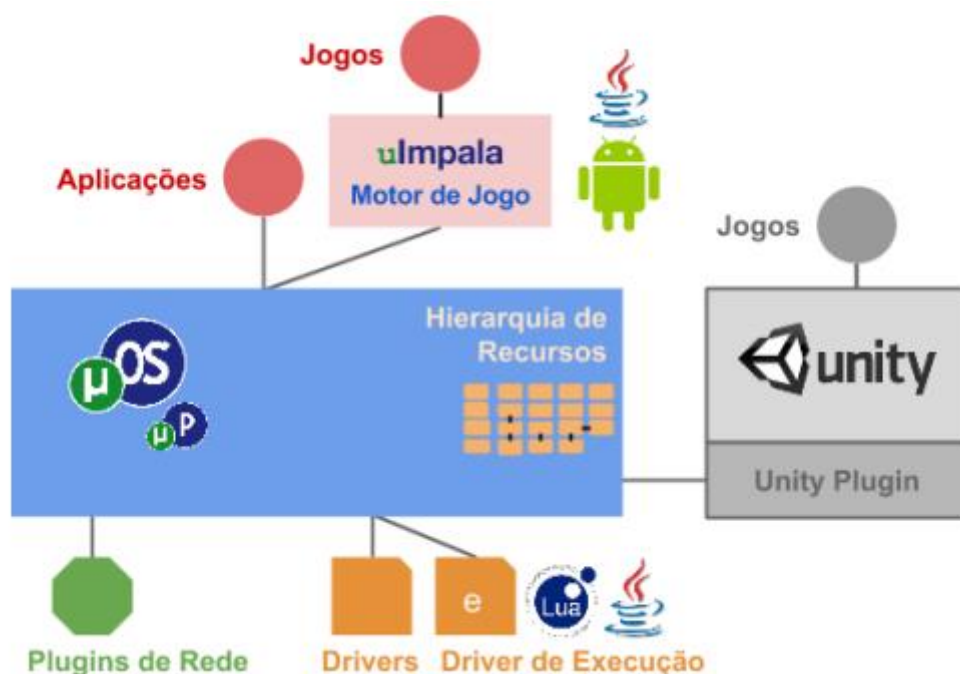 Jogos
uImpala
Motor de Jogo
Aplicações
Jogos
Hierarquia de
Recursos
µOS
µP
unity
Unity Plugin
e
Lua
Plugins de Rede
Drivers
Driver de Execução